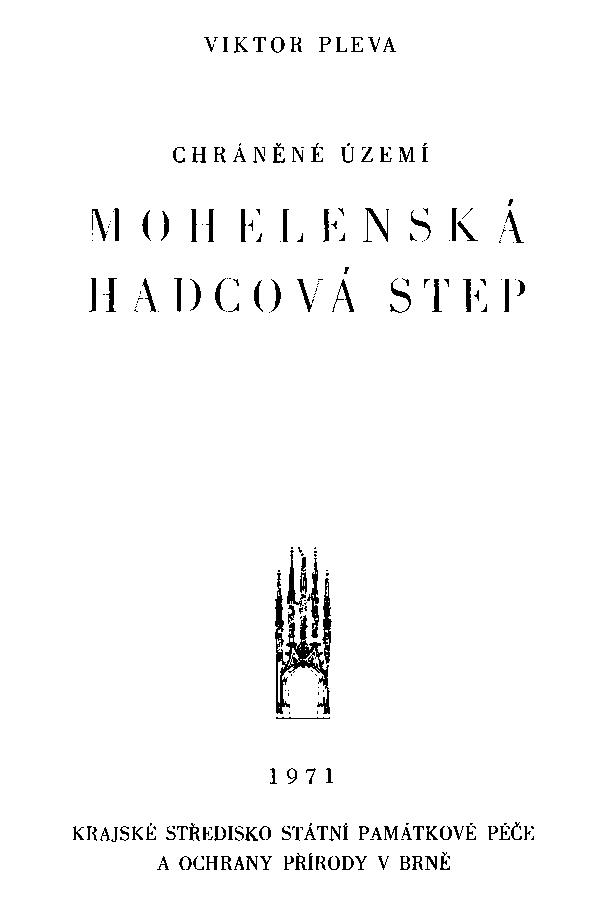 VIKTOR PLEVA
CHRÁNĚNÉ ÚZEMÍ
MOHELENSKÁ
HADCOVÁ STEP
1971
KRAJSKÉ STŘEDISKO STÁTNÍ PAMÁTKOVÉ PÉČE
A OCHRANY PŘÍRODY V BRNĚ